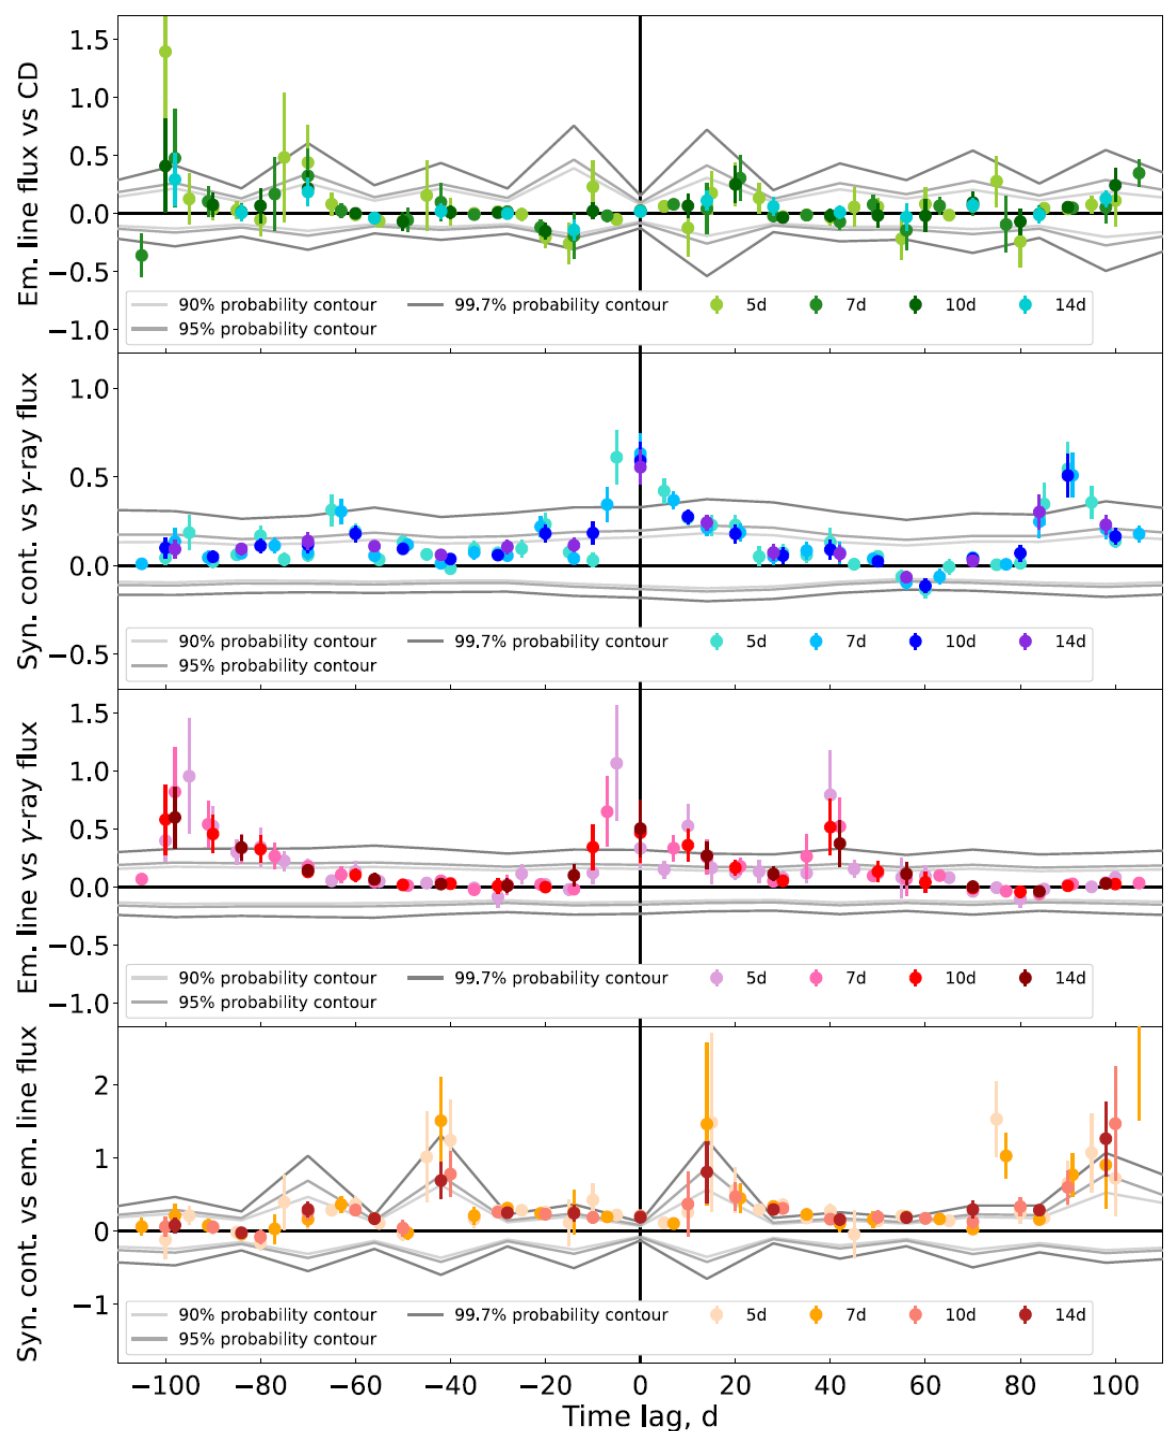 Em. line flux vs CD
1.5
1.0
0.5
0.0
−0.5
−1.0
90% probability contour
95% probability contour
99.7% probability contour
5d
7d
10d
14d
Syn. cont. vs γ-ray flux
1.0
0.5
0.0
−0.5
90% probability contour
95% probability contour
99.7% probability contour
5d
7d
10d
14d
Em. line vs γ-ray flux
1.5
1.0
0.5
0.0
−0.5
−1.0
90% probability contour
95% probability contour
99.7% probability contour
5d
7d
10d
14d
Syn. cont. vs em. line flux
2
1
0
−1
90% probability contour
95% probability contour
99.7% probability contour
5d
7d
10d
14d
−100 −80 −60 −40 −20 0 20 40 60 80 100
Time lag, d